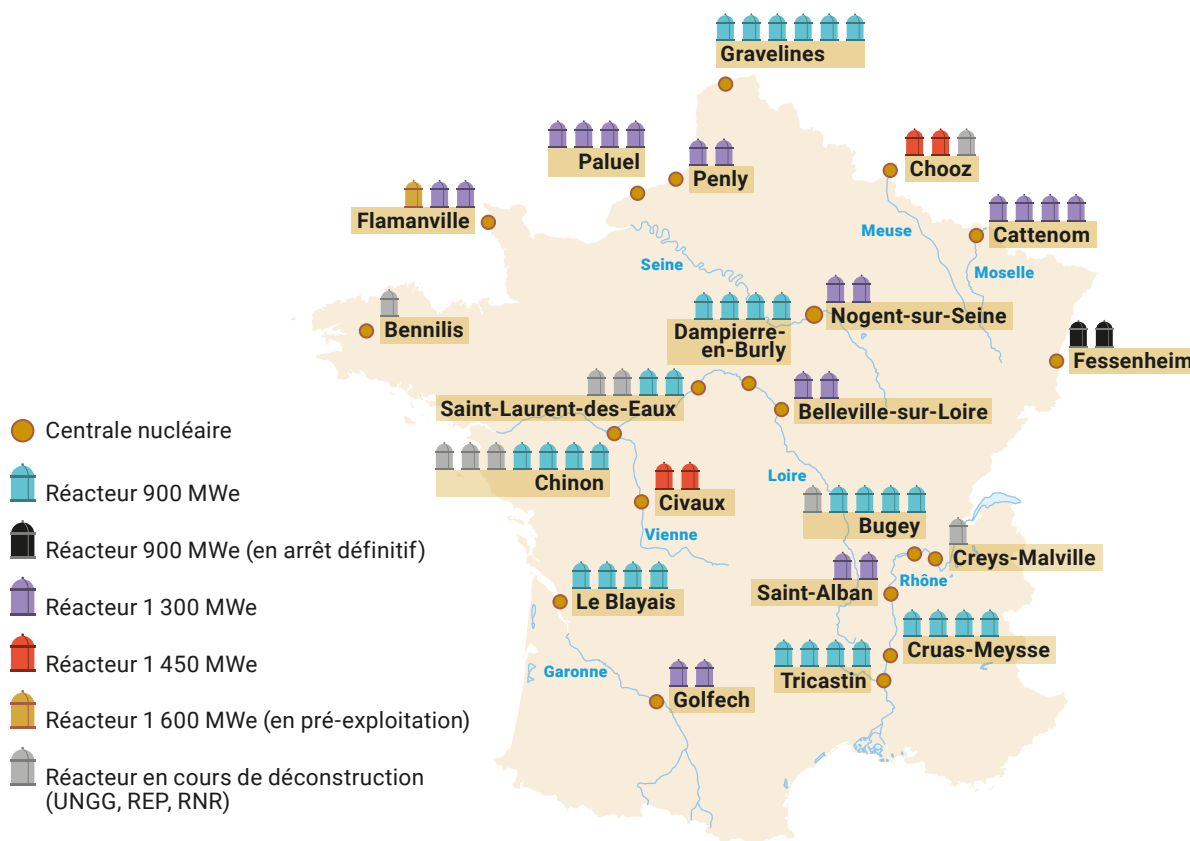 Gravelines
Paluel
Penly
Chooz
Flamanville
Meuse
Cattenom
Seine
Moselle
Bennilis
Nogent-sur-Seine
Dampierre-
en-Burly
Fessenheim
Saint-Laurent-des-Eaux
Belleville-sur-Loire
Centrale nucléaire
Chinon
Loire
Réacteur 900 MWe
Civaux
Bugey
Vienne
Réacteur 900 MWe (en arrêt définitif)
Creys-Malville
Rhône
Saint-Alban
Le Blayais
Réacteur 1 300 MWe
Cruas-Meysse
Réacteur 1 450 MWe
Garonne
Tricastin
Golfech
Réacteur 1 600 MWe (en pré-exploitation)
Réacteur en cours de déconstruction
(UNGG, REP, RNR)